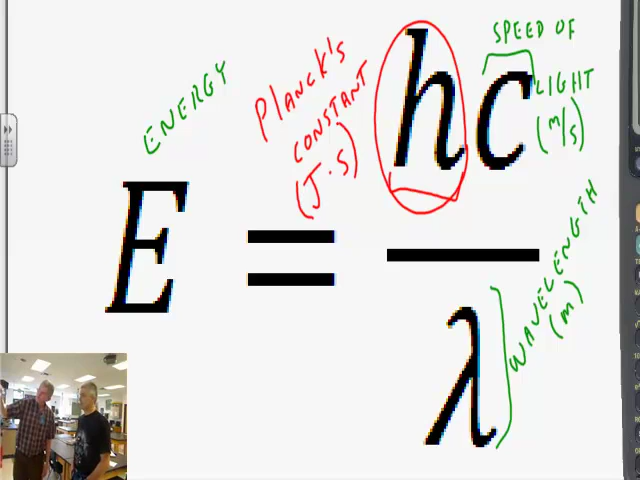 E = hc
λ
ENERGY
PLANCK'S
CONSTANT
(J·S)
SPEED OF
LIGHT
(m/s)
WAVELENGTH
(m)